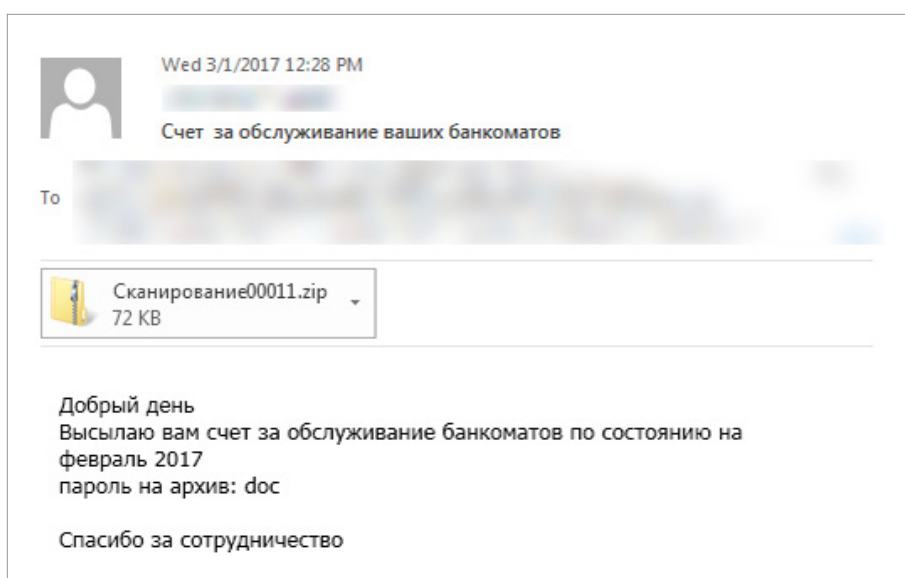 Wed 3/1/2017 12:28 PM
Счет за обслуживание ваших банкоматов
To
Сканирование00011.zip
72 KB
Добрый день
Высылаю вам счет за обслуживание банкоматов по состоянию на
февраль 2017
пароль на архив: doc
Спасибо за сотрудничество